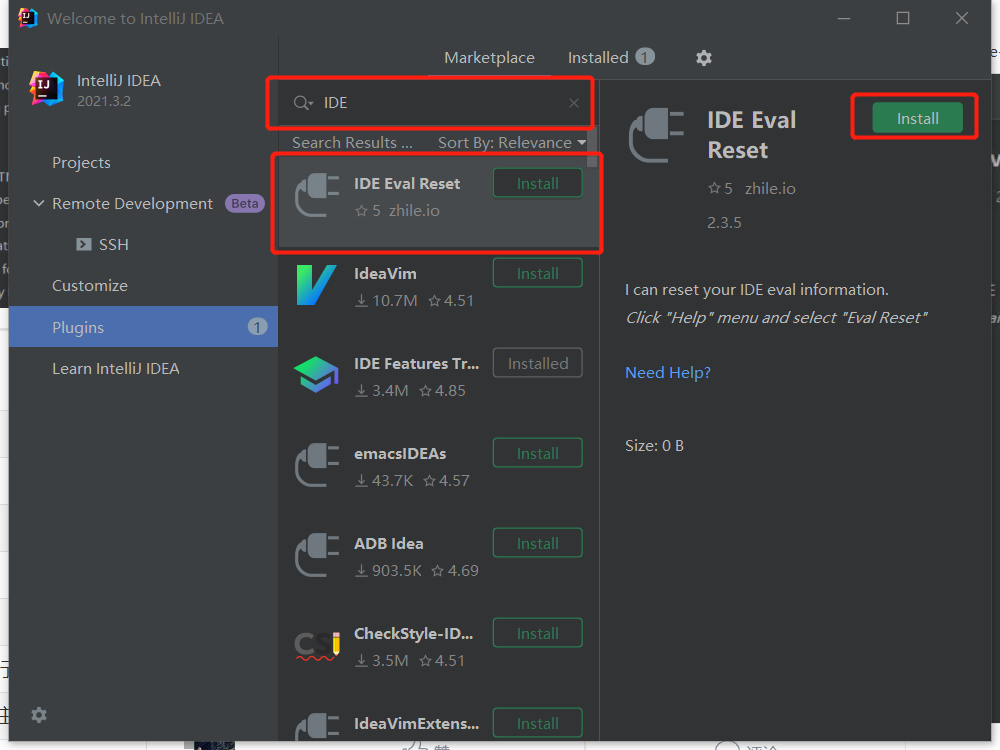 Welcome to IntelliJ IDEA
IntelliJ IDEA
2021.3.2
Projects
Remote Development Beta
SSH
Customize
Plugins 1
Learn IntelliJ IDEA
Marketplace Installed 1
IDE
Search Results ... Sort By: Relevance
IDE Eval Reset Install
5 zhile.io
IdeaVim Install
10.7M 4.51
IDE Features Tr... Installed
3.4M 4.85
emacsIDEAs Install
43.7K 4.57
ADB Idea Install
903.5K 4.69
CheckStyle-ID... Install
3.5M 4.51
IdeaVimExtens... Install
IDE Eval
Reset
Install
5 zhile.io
2.3.5
I can reset your IDE eval information.
Click "Help" menu and select "Eval Reset"
Need Help?
Size: 0 B